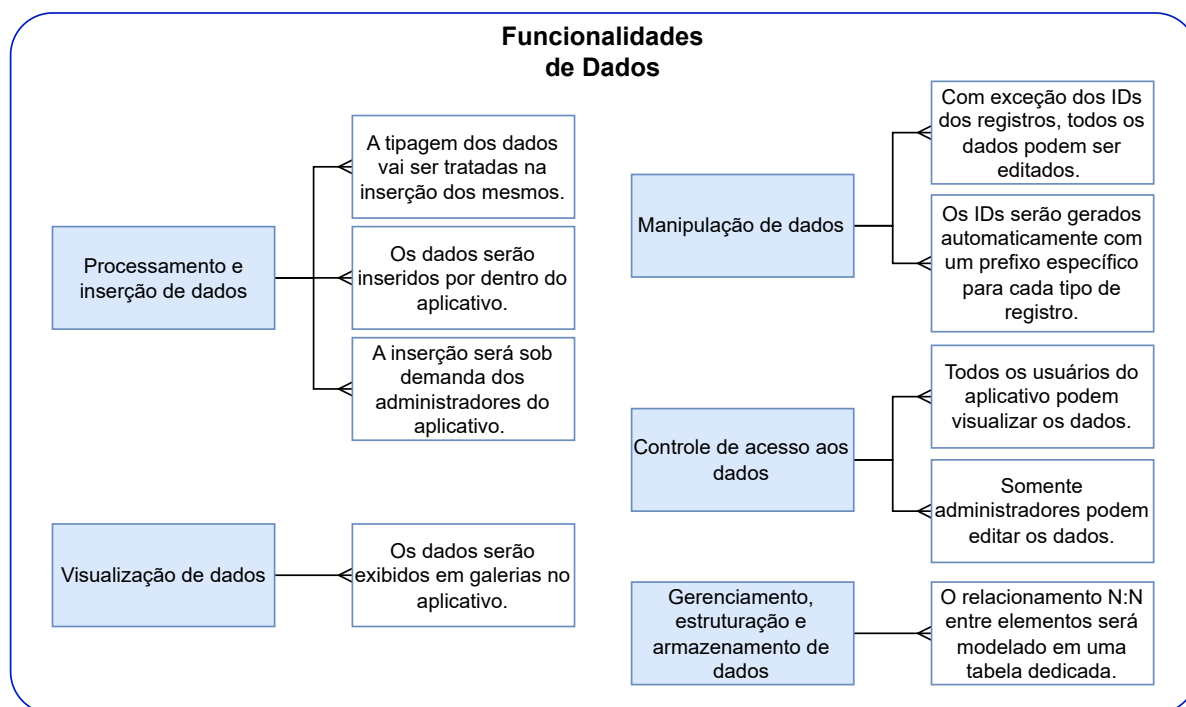 Funcionalidades
de Dados
Processamento e
inserção de dados
A tipagem dos dados
vai ser tratadas na
inserção dos mesmos.
Os dados serão
inseridos por dentro do
aplicativo.
A inserção será sob
demanda dos
administradores do
aplicativo.
Visualização de dados
Os dados serão
exibidos em galerias no
aplicativo.
Manipulação de dados
Com exceção dos IDs
dos registros, todos os
dados podem ser
editados.
Os IDs serão gerados
automaticamente com
um prefixo específico
para cada tipo de
registro.
Controle de acesso aos
dados
Todos os usuários do
aplicativo podem
visualizar os dados.
Somente
administradores podem
editar os dados.
Gerenciamento,
estruturação e
armazenamento de
dados
O relacionamento N:N
entre elementos será
modelado em uma
tabela dedicada.